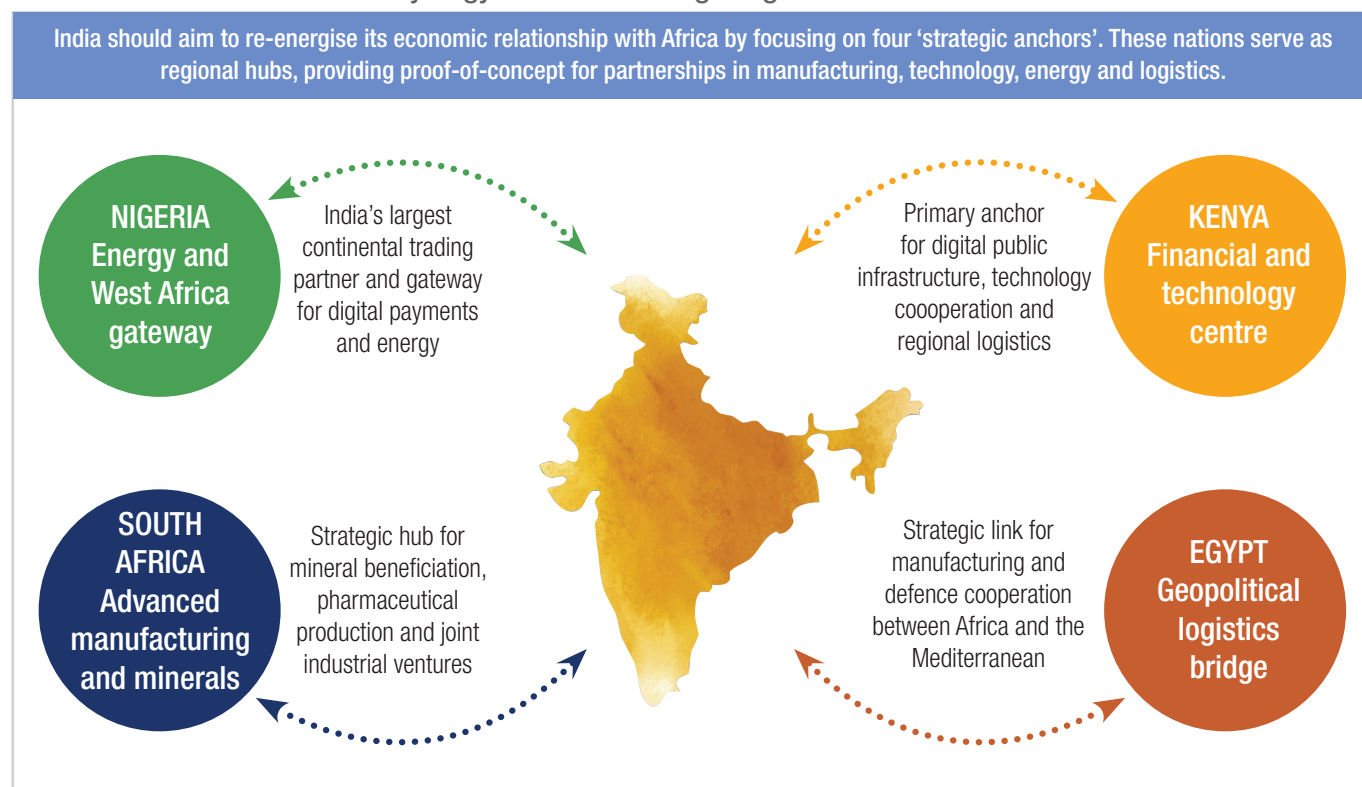 India should aim to re-energise its economic relationship with Africa by focusing on four ‘strategic anchors’. These nations serve as
regional hubs, providing proof-of-concept for partnerships in manufacturing, technology, energy and logistics.
NIGERIA
Energy and
West Africa
gateway
India’s largest
continental trading
partner and gateway
for digital payments
and energy
Primary anchor
for digital public
infrastructure, technology
coooperation and
regional logistics
KENYA
Financial and
technology
centre
SOUTH
AFRICA
Advanced
manufacturing
and minerals
Strategic hub for
mineral beneficiation,
pharmaceutical
production and joint
industrial ventures
Strategic link for
manufacturing and
defence cooperation
between Africa and the
Mediterranean
EGYPT
Geopolitical
logistics
bridge